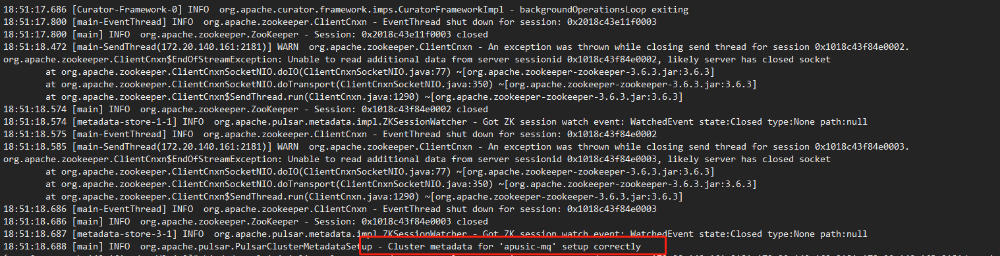 18:51:17.686 [Curator-Framework-0] INFO  org.apache.curator.framework.imps.CuratorFrameworkImpl - backgroundOperationsLoop exiting
18:51:17.800 [main-EventThread] INFO  org.apache.zookeeper.ClientCnxn - EventThread shut down for session: 0x2018c43e11f0003
18:51:17.800 [main] INFO  org.apache.zookeeper.ZooKeeper - Session: 0x2018c43e11f0003 closed
18:51:18.472 [main-SendThread(172.20.140.161:2181)] WARN  org.apache.zookeeper.ClientCnxn - An exception was thrown while closing send thread for session 0x1018c43f84e0002.
org.apache.zookeeper.ClientCnxn$EndOfStreamException: Unable to read additional data from server sessionid 0x1018c43f84e0002, likely server has closed socket
        at org.apache.zookeeper.ClientCnxnSocketNIO.doIO(ClientCnxnSocketNIO.java:77) ~[org.apache.zookeeper-zookeeper-3.6.3.jar:3.6.3]
        at org.apache.zookeeper.ClientCnxnSocketNIO.doTransport(ClientCnxnSocketNIO.java:350) ~[org.apache.zookeeper-zookeeper-3.6.3.jar:3.6.3]
        at org.apache.zookeeper.ClientCnxn$SendThread.run(ClientCnxn.java:1290) ~[org.apache.zookeeper-zookeeper-3.6.3.jar:3.6.3]
18:51:18.574 [main] INFO  org.apache.zookeeper.ZooKeeper - Session: 0x1018c43f84e0002 closed
18:51:18.574 [metadata-store-1-1] INFO  org.apache.pulsar.metadata.impl.ZKSessionWatcher - Got ZK session watch event: WatchedEvent state:Closed type:None path:null
18:51:18.575 [main-EventThread] INFO  org.apache.zookeeper.ClientCnxn - EventThread shut down for session: 0x1018c43f84e0002
18:51:18.585 [main-SendThread(172.20.140.161:2181)] WARN  org.apache.zookeeper.ClientCnxn - An exception was thrown while closing send thread for session 0x1018c43f84e0003.
org.apache.zookeeper.ClientCnxn$EndOfStreamException: Unable to read additional data from server sessionid 0x1018c43f84e0003, likely server has closed socket
        at org.apache.zookeeper.ClientCnxnSocketNIO.doIO(ClientCnxnSocketNIO.java:77) ~[org.apache.zookeeper-zookeeper-3.6.3.jar:3.6.3]
        at org.apache.zookeeper.ClientCnxnSocketNIO.doTransport(ClientCnxnSocketNIO.java:350) ~[org.apache.zookeeper-zookeeper-3.6.3.jar:3.6.3]
        at org.apache.zookeeper.ClientCnxn$SendThread.run(ClientCnxn.java:1290) ~[org.apache.zookeeper-zookeeper-3.6.3.jar:3.6.3]
18:51:18.686 [main-EventThread] INFO  org.apache.zookeeper.ClientCnxn - EventThread shut down for session: 0x1018c43f84e0003
18:51:18.686 [main] INFO  org.apache.zookeeper.ZooKeeper - Session: 0x1018c43f84e0003 closed
18:51:18.687 [metadata-store-3-1] INFO  org.apache.pulsar.metadata.impl.ZKSessionWatcher - Got ZK session watch event: WatchedEvent state:Closed type:None path:null
18:51:18.688 [main] INFO  org.apache.pulsar.PulsarClusterMetadataSetup - Cluster metadata for 'apusic-mq' setup correctly